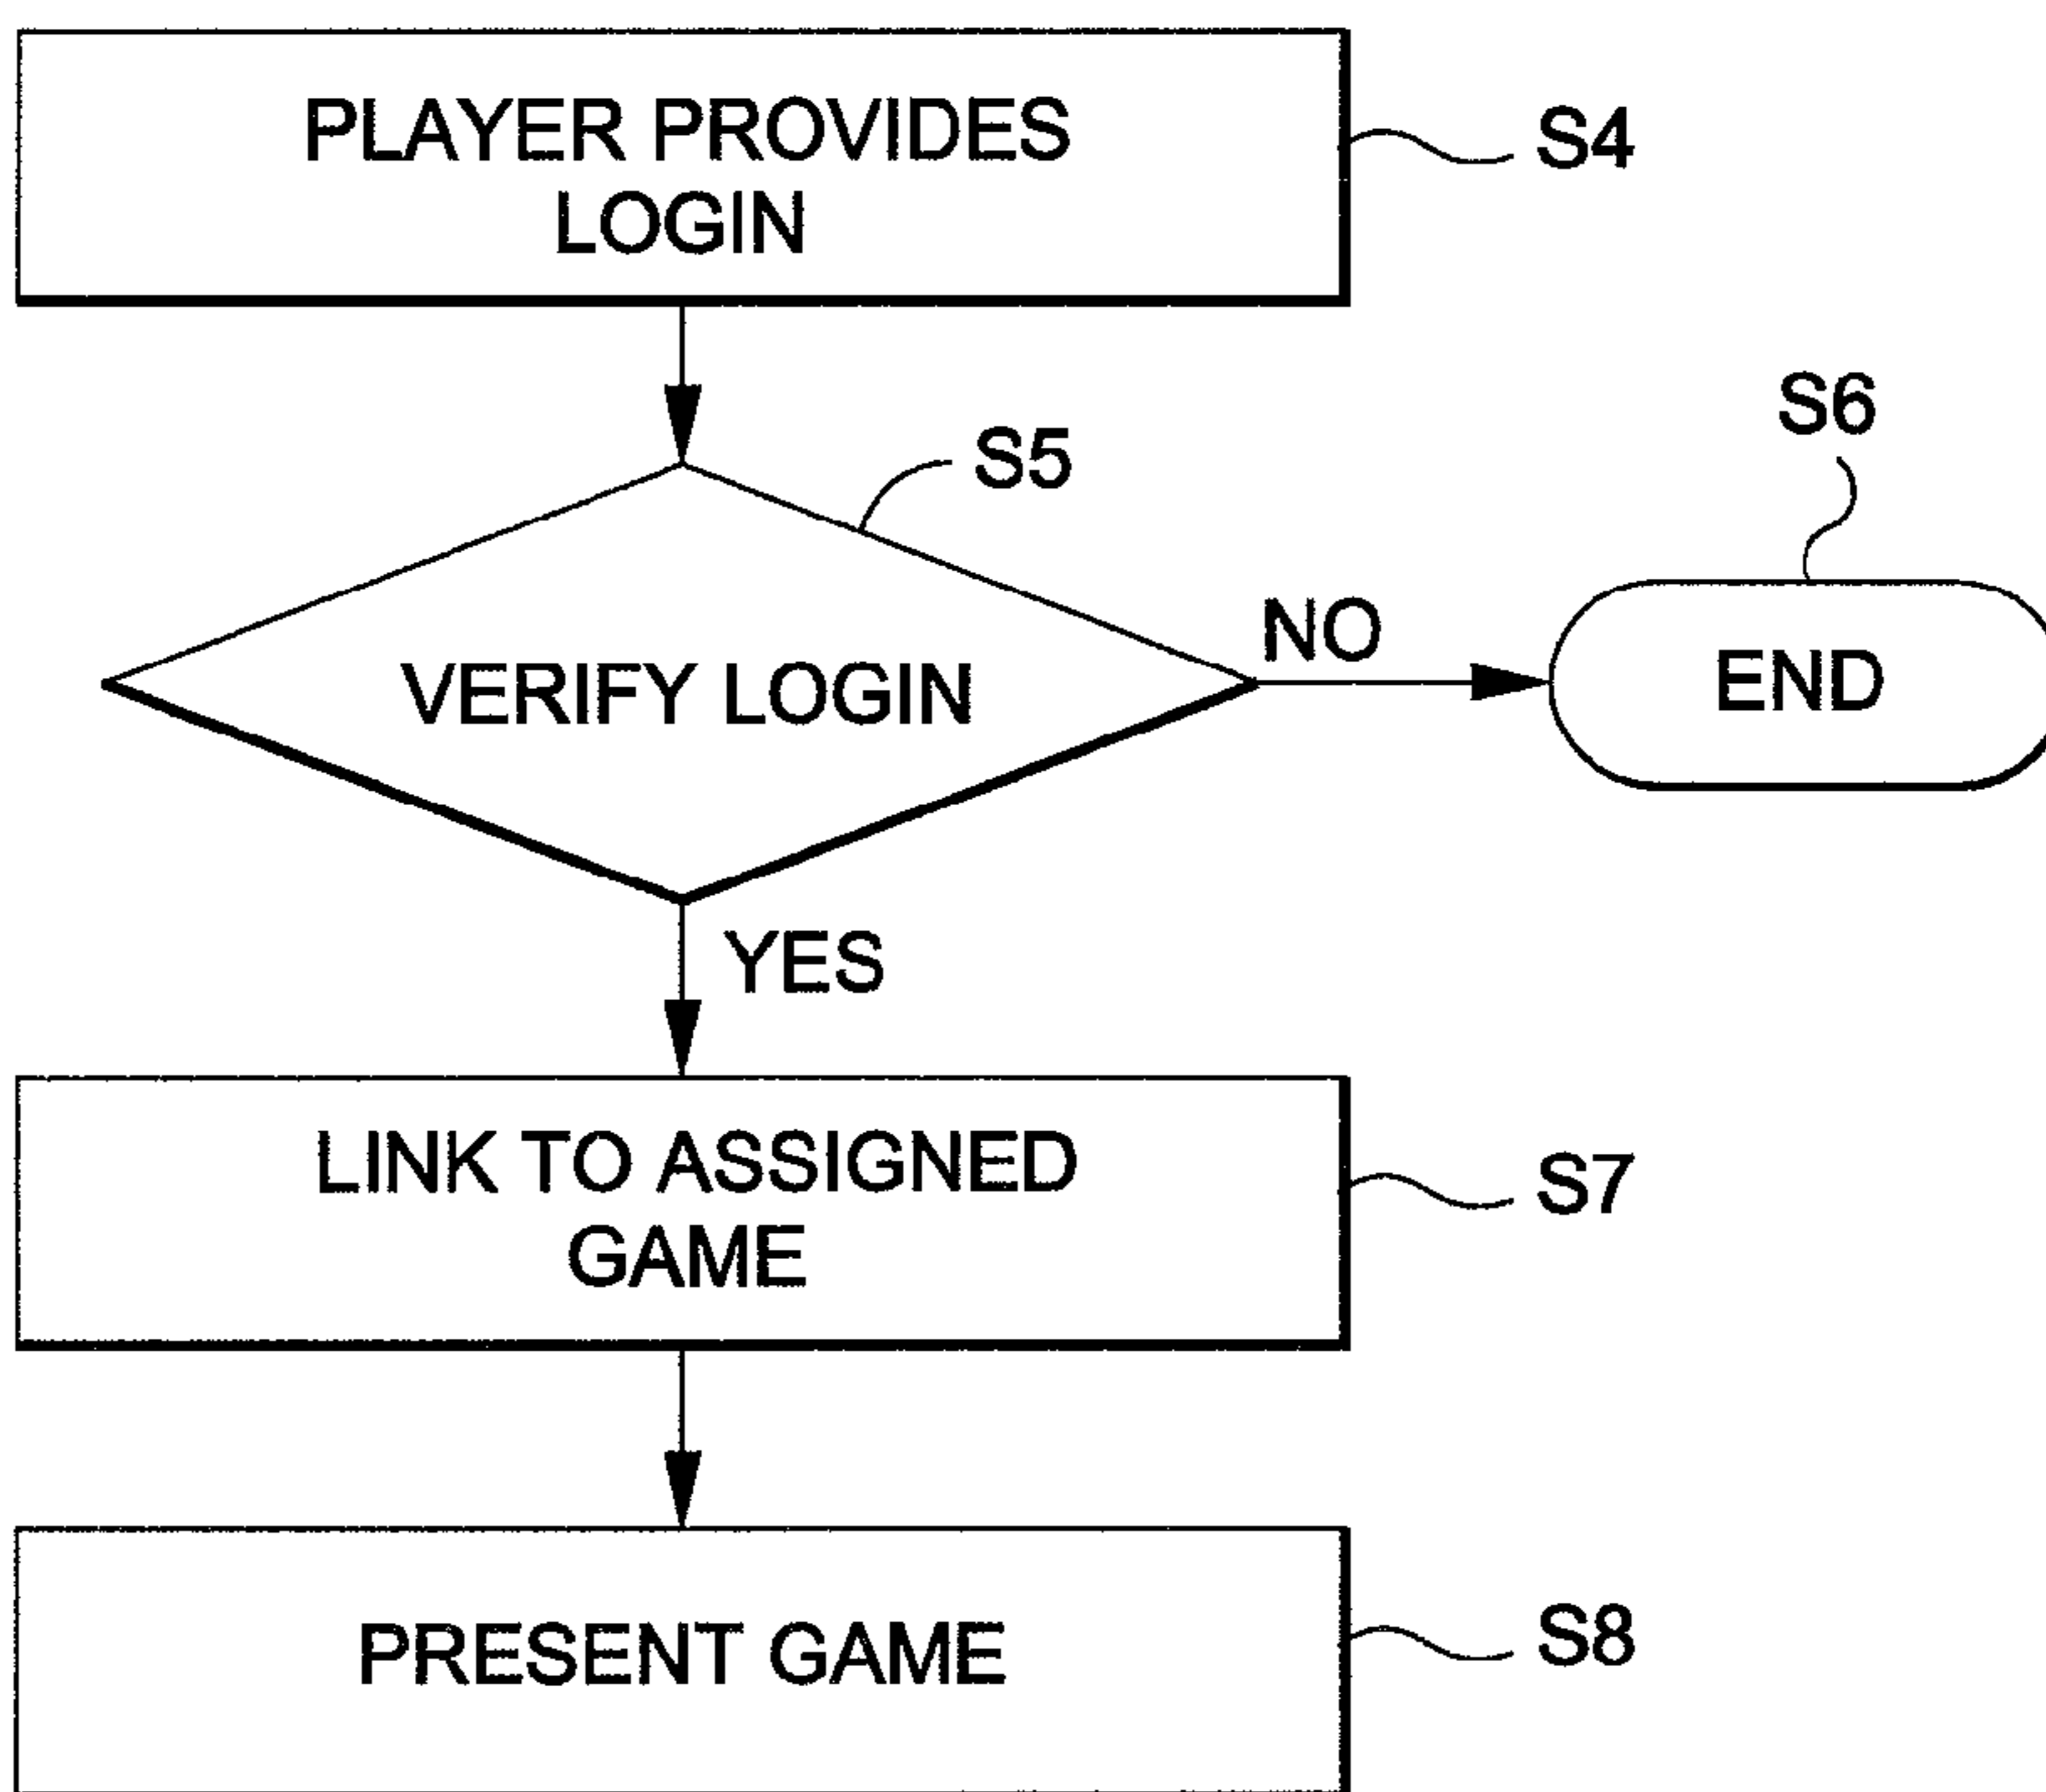 PLAYER PROVIDES
LOGIN
S4
S5
S6
VERIFY LOGIN
NO
END
YES
LINK TO ASSIGNED
GAME
S7
PRESENT GAME
S8